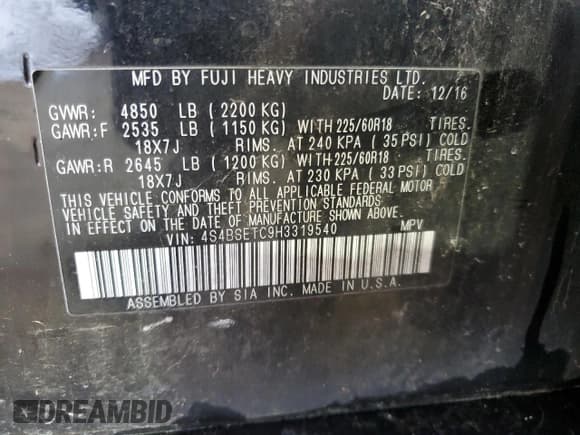 MFD BY FUJI HEAVY INDUSTRIES LTD.
DATE: 12/16
GVWR: 4850 LB ( 2200 KG)
GAWR:F 2535 LB ( 1150 KG) WITH 225/60R18 TIRES.
18X7J RIMS. AT 240 KPA ( 35 PSI) COLD
GAWR:R 2645 LB ( 1200 KG) WITH 225/60R18 TIRES.
18X7J RIMS. AT 230 KPA ( 33 PSI) COLD
THIS VEHICLE CONFORMS TO ALL APPLICABLE FEDERAL MOTOR
VEHICLE SAFETY AND THEFT PREVENTION STANDARDS
IN EFFECT ON THE DATE OF MANUFACTURE SHOWN ABOVE.
VIN: 4S4BSETC9H3319540 MPV
ASSEMBLED BY SIA INC. MADE IN U.S.A.
DREAMBID